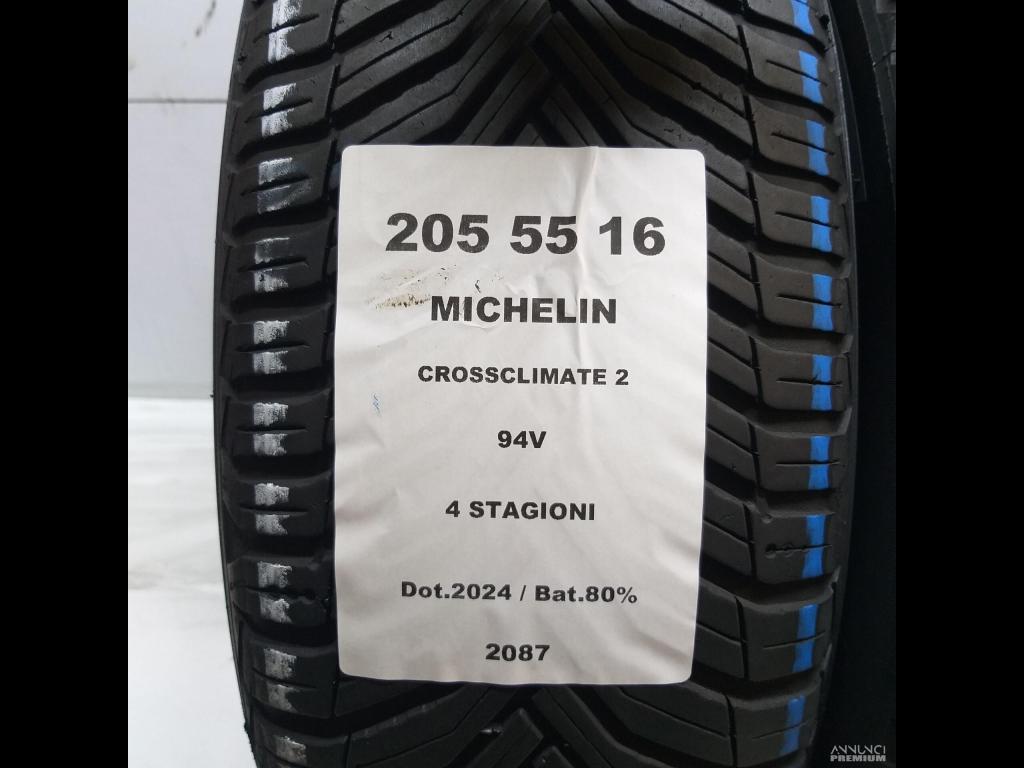 205 55 16
MICHELIN
CROSSCLIMATE 2
94V
4 STAGIONI
Dot.2024 / Bat.80%
2087
ANNUNCI
PREMIUM